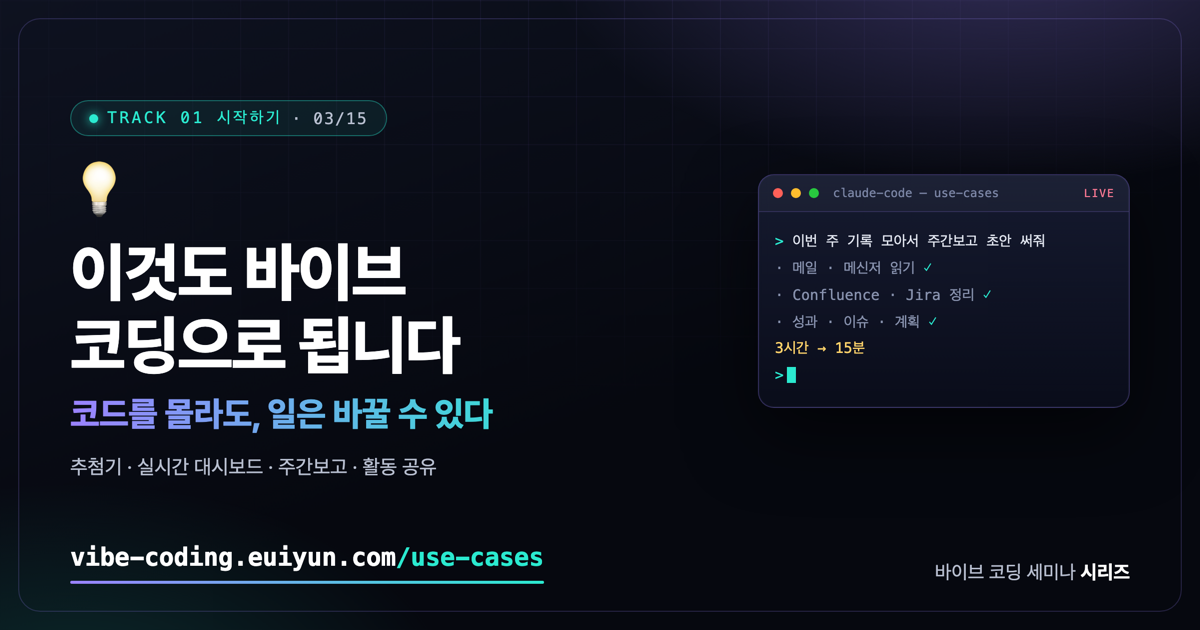 TRACK 01 시작하기 · 03/15
이것도 바이브
코딩으로 됩니다
코드를 몰라도, 일은 바꿀 수 있다
추첨기 · 실시간 대시보드 · 주간보고 · 활동 공유
vibe-coding.euiyun.com/use-cases
claude-code — use-cases LIVE
> 이번 주 기록 모아서 주간보고 초안 써줘
· 메일 · 메신저 읽기 ✓
· Confluence · Jira 정리 ✓
· 성과 · 이슈 · 계획 ✓
3시간 → 15분
>
바이브 코딩 세미나 시리즈